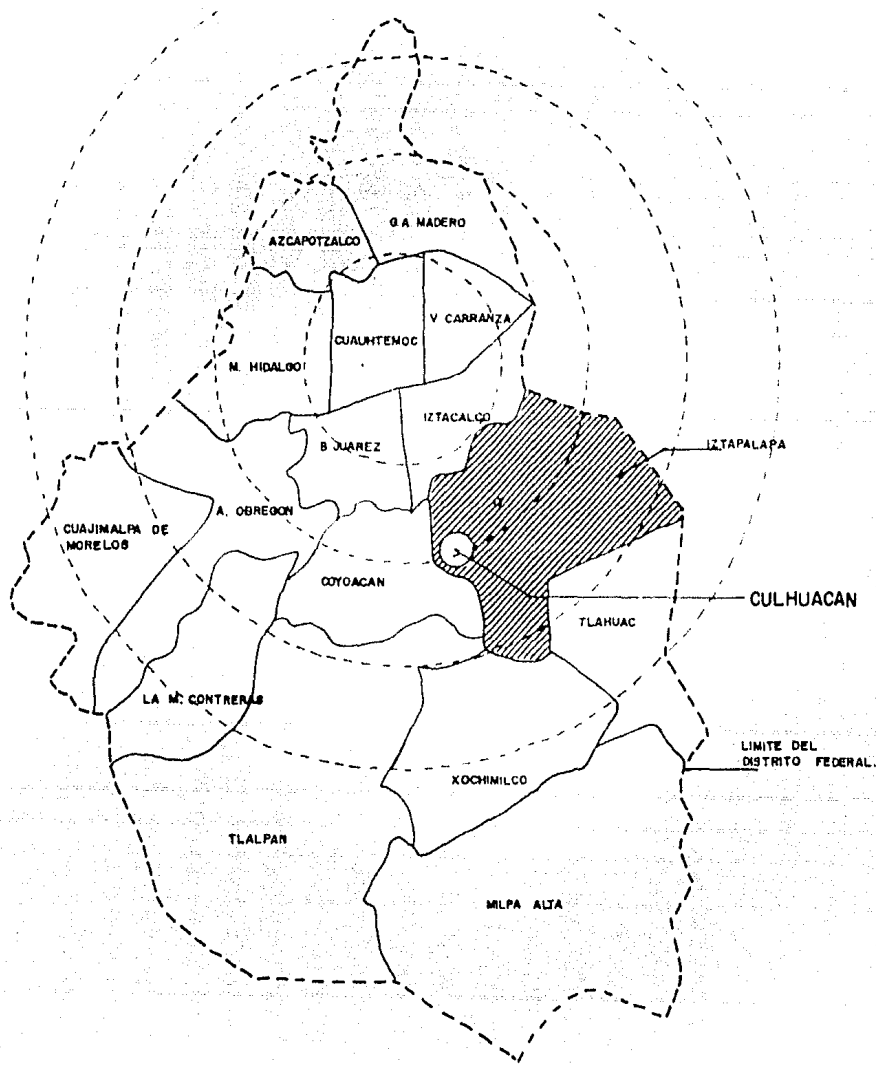 G.A. MADERO
AZCAPOTZALCO
V. CARRANZA
CUAUHTEMOC
M. HIDALGO
IZTACALCO
B. JUAREZ
IZTAPALAPA
A. OBREGON
CUAJIMALPA DE
MORELOS
COYOACAN
CULHUACAN
TLAHUAC
LA M. CONTRERAS
LIMITE DEL
DISTRITO FEDERAL.
XOCHIMILCO
TLALPAN
MILPA ALTA